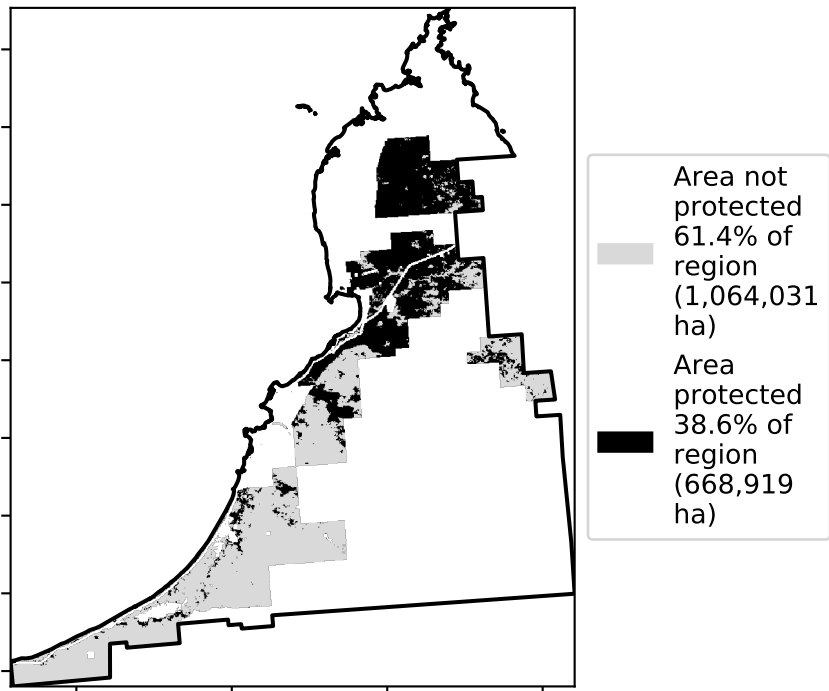 Area not
protected
61.4% of
region
(1,064,031
ha)
Area
protected
38.6% of
region
(668,919
ha)